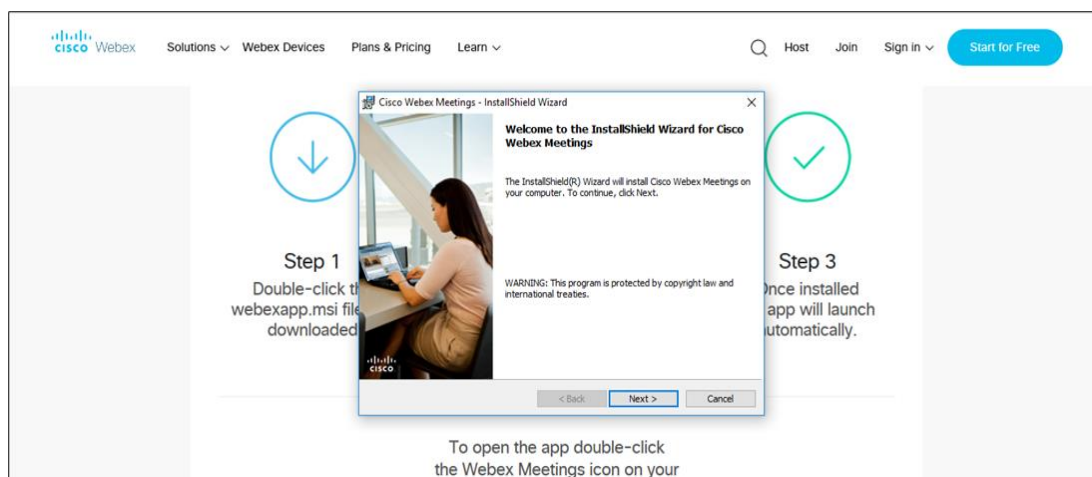 CISCO Webex
Solutions
Webex Devices
Plans & Pricing
Learn
Host
Join
Sign in
Start for Free
Cisco Webex Meetings - InstallShield Wizard
Welcome to the InstallShield Wizard for Cisco
Webex Meetings
The InstallShield(R) Wizard will install Cisco Webex Meetings on
your computer. To continue, click Next.
WARNING: This program is protected by copyright law and
international treaties.
CISCO
< Back
Next >
Cancel
Step 1
Double-click
webexapp.msi
downloaded
Step 3
installed
app will launch
To open the app double-click
the Webex Meetings icon on your